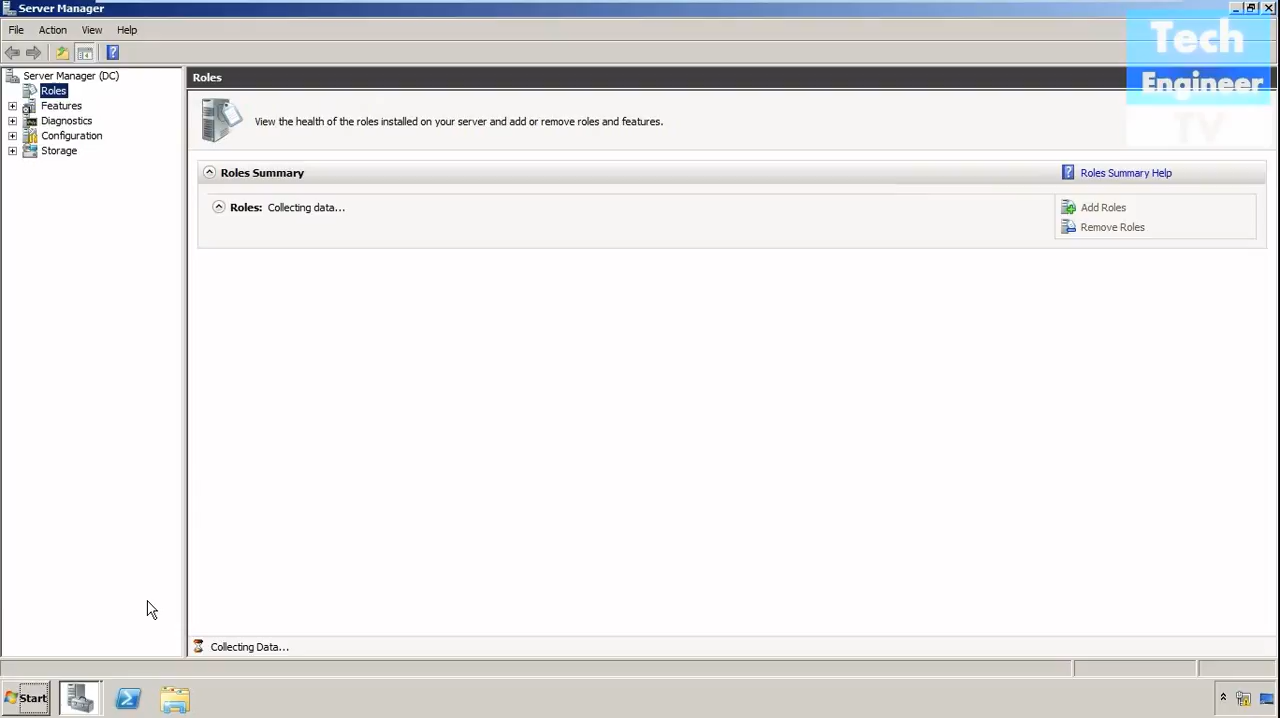 Server Manager
File Action View Help
Server Manager (DC)
Roles
Features
Diagnostics
Configuration
Storage
Roles
View the health of the roles installed on your server and add or remove roles and features.
Roles Summary
Roles Summary Help
Roles: Collecting data...
Add Roles
Remove Roles
Collecting Data...
Start
Tech
Engineer
TV